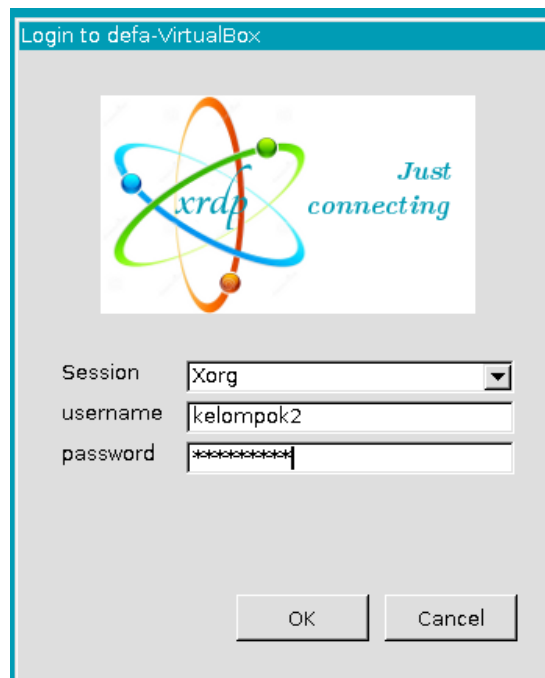 Login to defa-VirtualBox
xrdp
Just
connecting
Session
Xorg
username
kelompok2
password
*********
OK
Cancel